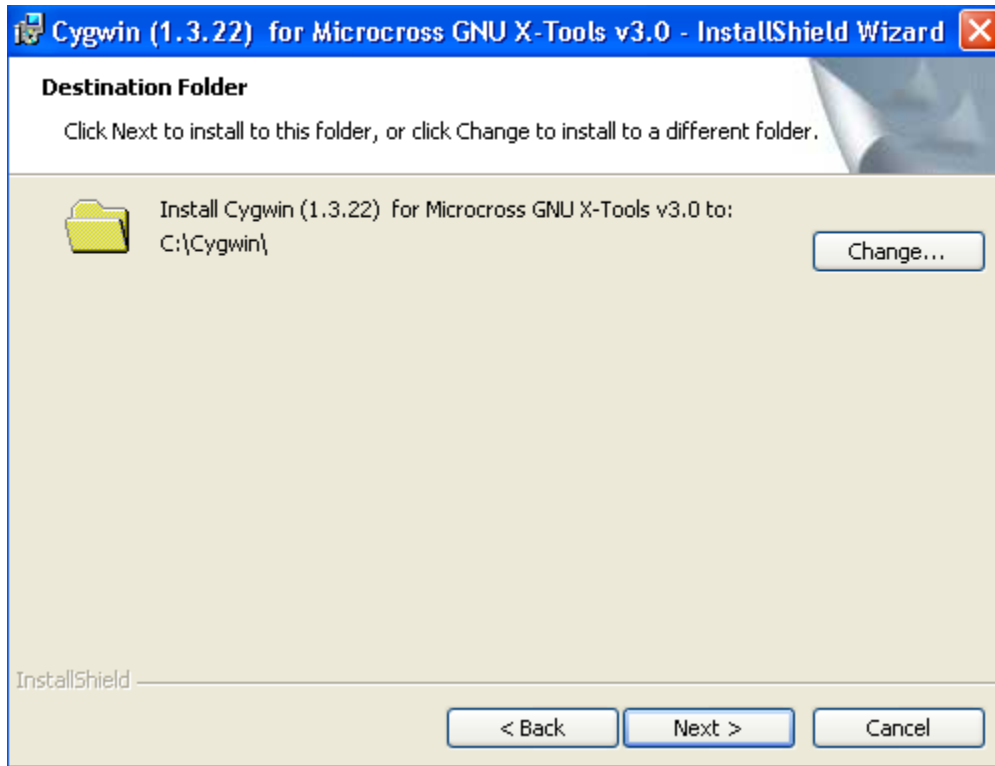 Cygwin (1.3.22)  for Microcross GNU X-Tools v3.0 - InstallShield Wizard
Destination Folder
Click Next to install to this folder, or click Change to install to a different folder.
Install Cygwin (1.3.22)  for Microcross GNU X-Tools v3.0 to:
C:\Cygwin\
Change...
InstallShield
< Back Next > Cancel